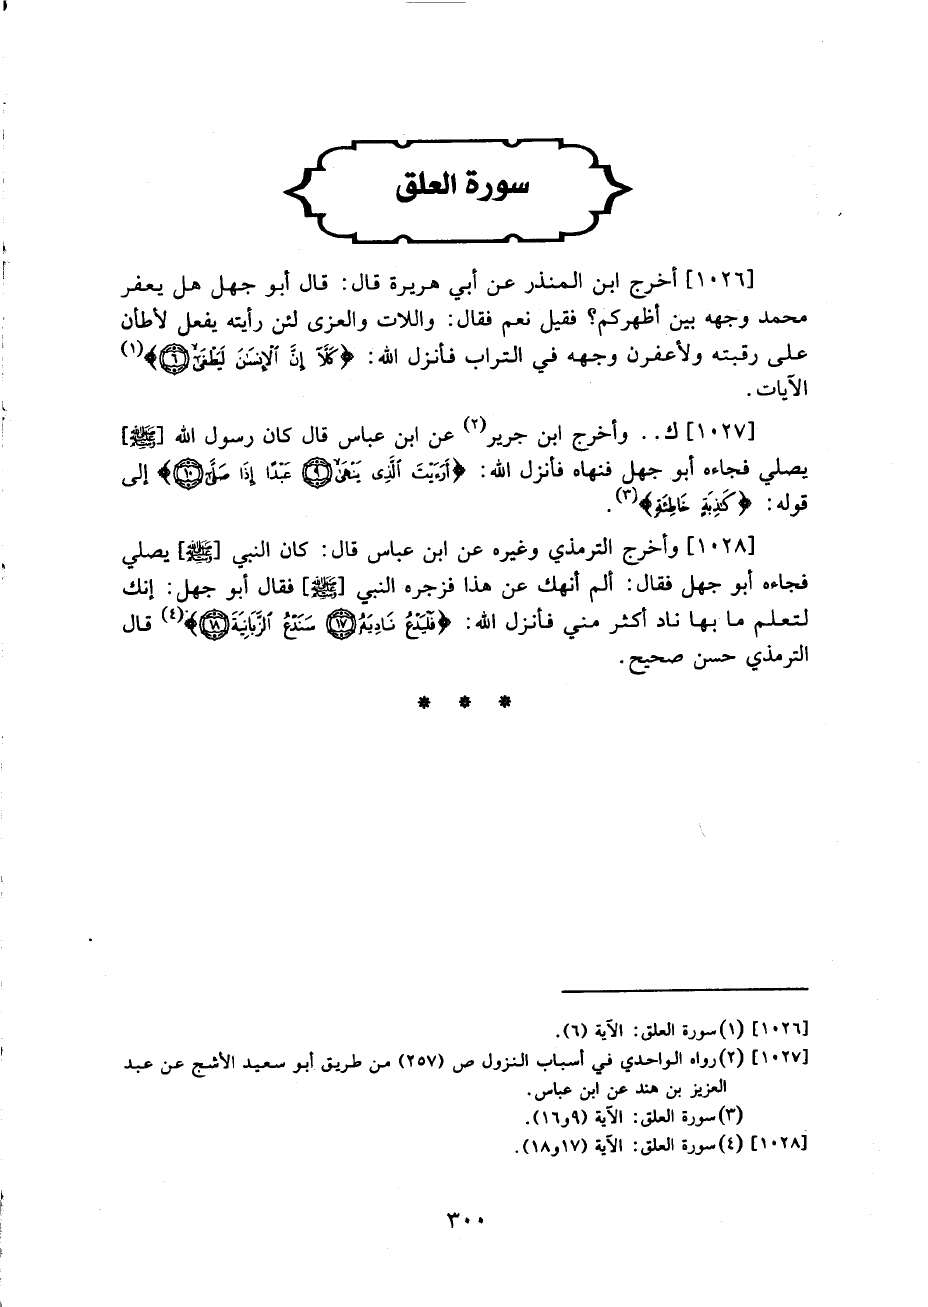 سورة العلق
[١٠٢٦] أخرج ابن المنذر عن أبي هريرة قال: قال أبو جهل هل يعفر
محمد وجهه بين أظهركم؟ فقيل نعم فقال: واللات والعزى لئن رأيته يفعل لأطأن
على رقبته ولأعفرن وجهه في التراب فأنزل الله: ﴿كَلَّآ إِنَّ ٱلْإِنسَٰنَ لَيَطْغَىٰٓ ۝٦﴾(١)
الآيات.
[١٠٢٧] ك.. وأخرج ابن جرير(٢) عن ابن عباس قال كان رسول الله [ﷺ]
يصلي فجاءه أبو جهل فنهاه فأنزل الله: ﴿أَرَءَيْتَ ٱلَّذِى يَنْهَىٰ ۝٩ عَبْدًا إِذَا صَلَّىٰٓ ۝١٠﴾ إلى
قوله: ﴿كَٰذِبَةٍ خَاطِئَةٍ﴾(٣).
[١٠٢٨] وأخرج الترمذي وغيره عن ابن عباس قال: كان النبي [ﷺ] يصلي
فجاءه أبو جهل فقال: ألم أنهك عن هذا فزجره النبي [ﷺ] فقال أبو جهل: إنك
لتعلم ما بها ناد أكثر مني فأنزل الله: ﴿فَلْيَدْعُ نَادِيَهُۥ ۝١٧ سَنَدْعُ ٱلزَّبَانِيَةَ ۝١٨﴾(٤) قال
الترمذي حسن صحيح.
* * *
[١٠٢٦] (١) سورة العلق: الآية (٦).
[١٠٢٧] (٢) رواه الواحدي في أسباب النزول ص (٢٥٧) من طريق أبو سعيد الأشج عن عبد
العزيز بن هند عن ابن عباس.
(٣) سورة العلق: الآية (٩و١٦).
[١٠٢٨] (٤) سورة العلق: الآية (١٧و١٨).
٣٠٠